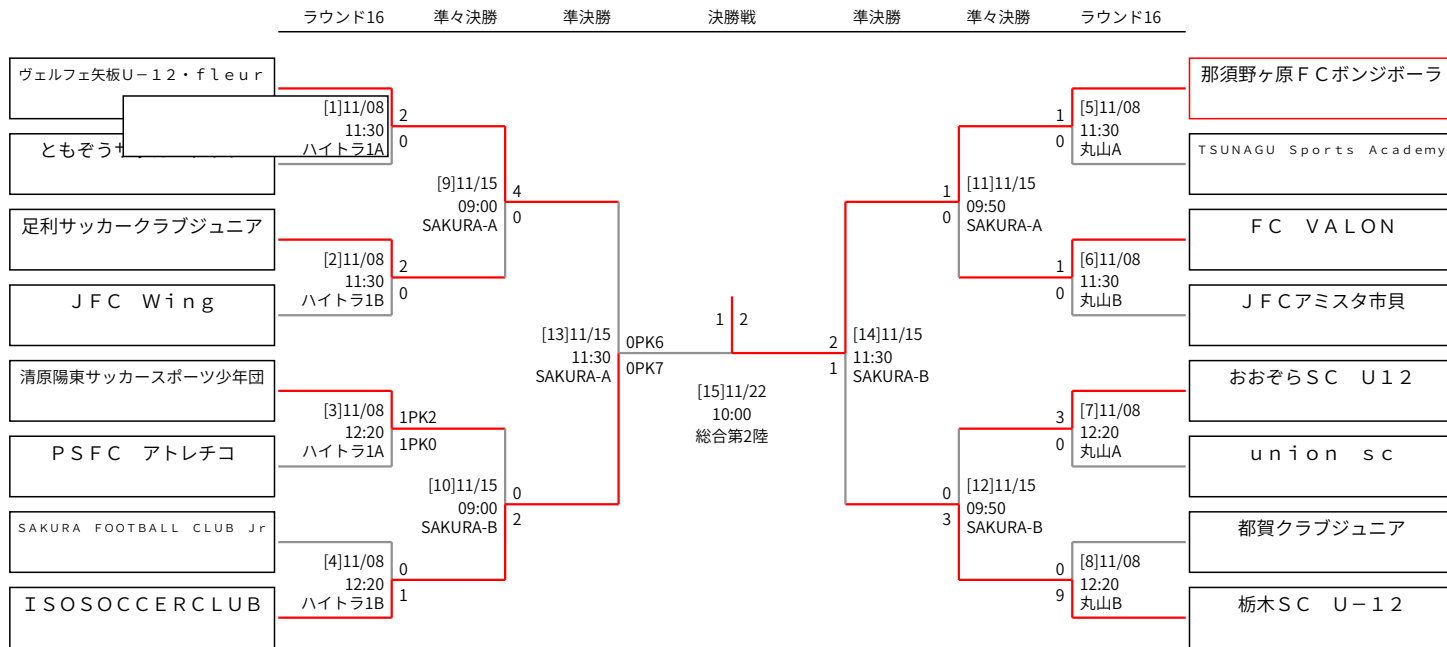 ラウンド16 準々決勝 準決勝 決勝戦 準決勝 準々決勝 ラウンド16
ヴェルフェ矢板U−12・fleur
ともぞうサ
[1]11/08
11:30
ハイトラ1A
2
0
足利サッカークラブジュニア
JFC Wing
[2]11/08
11:30
ハイトラ1B
2
0
[9]11/15
09:00
SAKURA-A
4
0
清原陽東サッカースポーツ少年団
PSFC アトレチコ
[3]11/08
12:20
ハイトラ1A
1PK2
1PK0
SAKURA FOOTBALL CLUB Jr
ISOSOCCERCLUB
[4]11/08
12:20
ハイトラ1B
0
1
[10]11/15
09:00
SAKURA-B
0
2
[13]11/15
11:30
SAKURA-A
0PK6
0PK7
1 2
[15]11/22
10:00
総合第2陸
2
1
[14]11/15
11:30
SAKURA-B
1
0
[11]11/15
09:50
SAKURA-A
1
0
[5]11/08
11:30
丸山A
那須野ヶ原FCボンジボーラ
TSUNAGU Sports Academy
1
0
[6]11/08
11:30
丸山B
FC VALON
JFCアミスタ市貝
0
3
[12]11/15
09:50
SAKURA-B
3
0
[7]11/08
12:20
丸山A
おおぞらSC U12
union sc
0
9
[8]11/08
12:20
丸山B
都賀クラブジュニア
栃木SC U−12